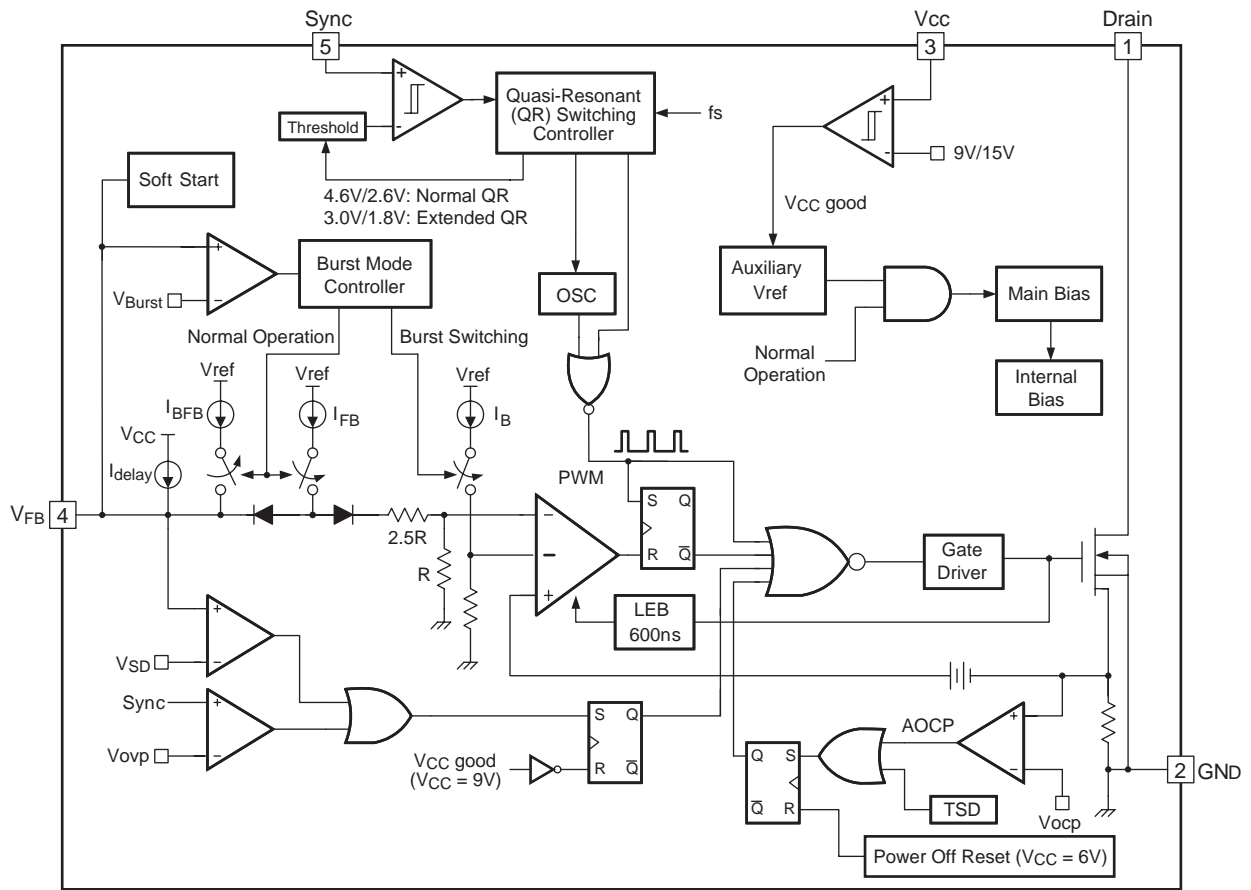 Sync
Vcc
Drain
5
3
1
+
-
Threshold
Quasi-Resonant
(QR) Switching
Controller
fs
+
-
9V/15V
4.6V/2.6V: Normal QR
3.0V/1.8V: Extended QR
Soft Start
VCC good
+
−
VBurst
Burst Mode
Controller
OSC
Auxiliary
Vref
Main Bias
Normal Operation
Burst Switching
Normal
Operation
Internal
Bias
Vref
Vref
Vref
IBFB
IFB
IB
VCC
Idelay
PWM
VFB
4
2.5R
R
−
−
+
S
Q
R
Q
Gate
Driver
LEB
600ns
+
−
VSD
Sync
+
−
Vovp
S
Q
R
Q
VCC good
(VCC = 9V)
AOCP
+
−
Q
S
Q
R
TSD
Vocp
2
GND
Power Off Reset (VCC = 6V)